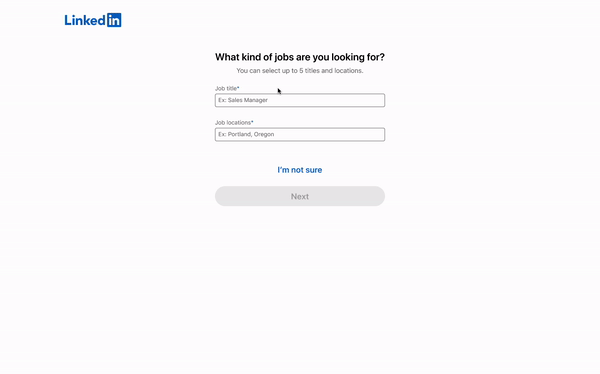 Linkedin
What kind of jobs are you looking for?
You can select up to 5 titles and locations.
Job title*
Ex: Sales Manager
Job locations*
Ex: Portland, Oregon
I'm not sure
Next